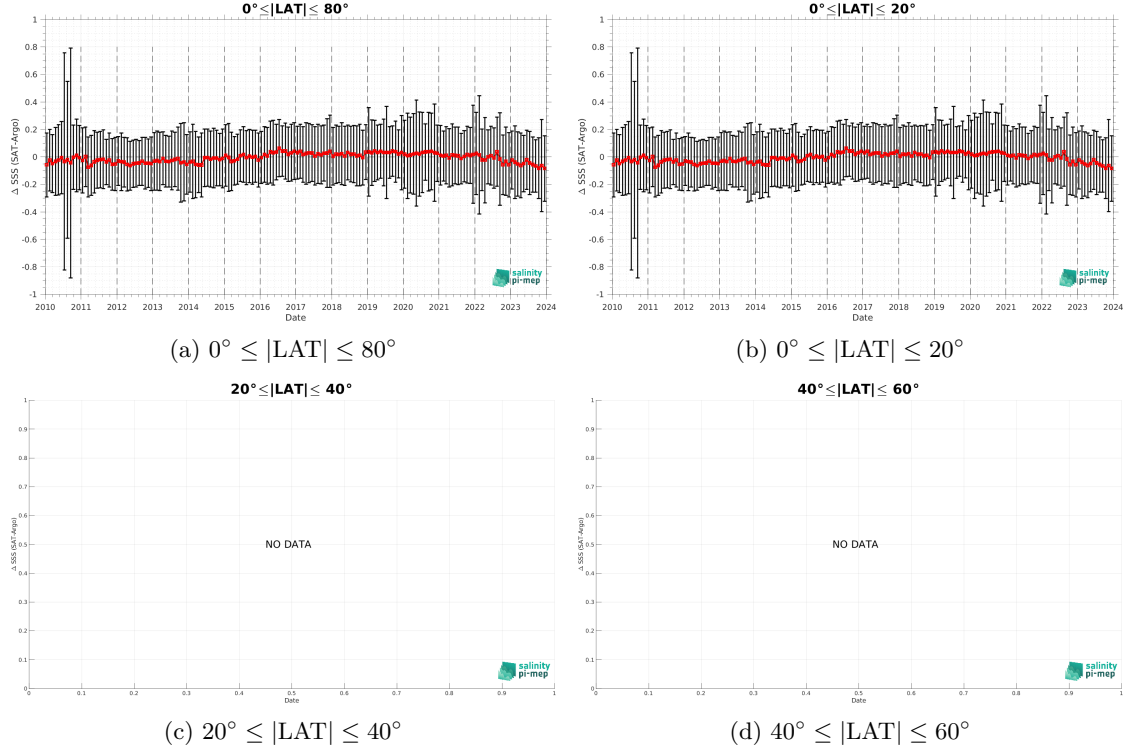 0°≤|LAT|≤ 80°
1
0.8
0.6
0.4
0.2
0
-0.2
-0.4
-0.6
-0.8
-1
Δ SSS (SAT-Argo)
2010 2011 2012 2013 2014 2015 2016 2017 2018 2019 2020 2021 2022 2023 2024
Date
salinity
pi-mep
(a) 0° ≤ |LAT| ≤ 80°
0°≤|LAT|≤ 20°
1
0.8
0.6
0.4
0.2
0
-0.2
-0.4
-0.6
-0.8
-1
Δ SSS (SAT-Argo)
2010 2011 2012 2013 2014 2015 2016 2017 2018 2019 2020 2021 2022 2023 2024
Date
salinity
pi-mep
(b) 0° ≤ |LAT| ≤ 20°
20°≤|LAT|≤ 40°
1
0.9
0.8
0.7
0.6
0.5
0.4
0.3
0.2
0.1
0
Δ SSS (SAT-Argo)
NO DATA
0 0.1 0.2 0.3 0.4 0.5 0.6 0.7 0.8 0.9 1
Date
salinity
pi-mep
(c) 20° ≤ |LAT| ≤ 40°
40°≤|LAT|≤ 60°
1
0.9
0.8
0.7
0.6
0.5
0.4
0.3
0.2
0.1
0
Δ SSS (SAT-Argo)
NO DATA
0 0.1 0.2 0.3 0.4 0.5 0.6 0.7 0.8 0.9 1
Date
salinity
pi-mep
(d) 40° ≤ |LAT| ≤ 60°